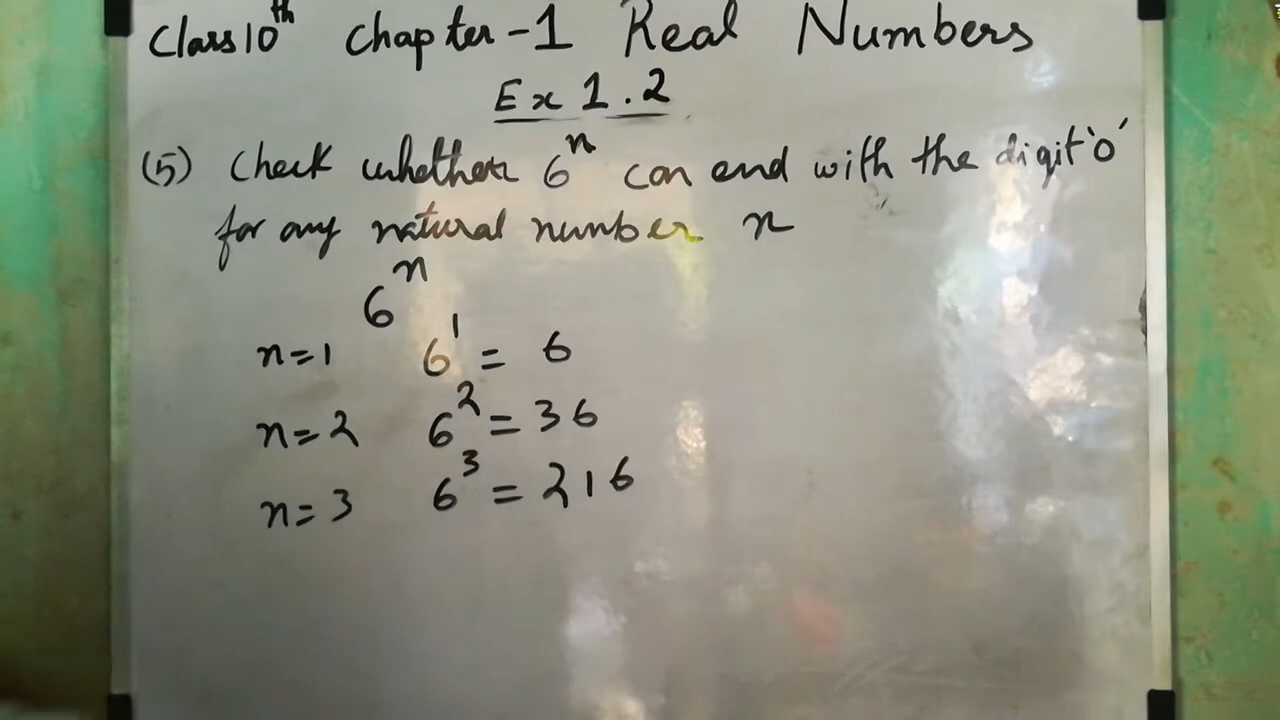 Class 10th Chapter-1 Real Numbers
Ex 1.2
(5) Check whether 6^n can end with the digit '0'
for any natural number n
6^n
n=1 6^1 = 6
n=2 6^2 = 36
n=3 6^3 = 216